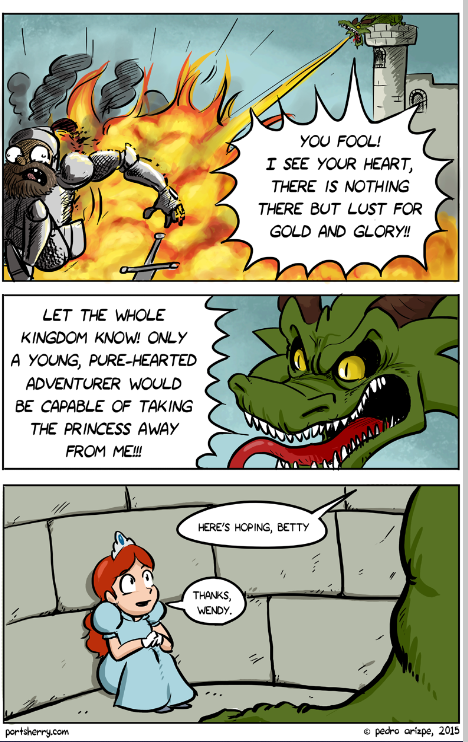 YOU FOOL!
I SEE YOUR HEART,
THERE IS NOTHING
THERE BUT LUST FOR
GOLD AND GLORY!!
LET THE WHOLE
KINGDOM KNOW! ONLY
A YOUNG, PURE-HEARTED
ADVENTURER WOULD
BE CAPABLE OF TAKING
THE PRINCESS AWAY
FROM ME!!!
HERE'S HOPING, BETTY
THANKS,
WENDY.
portsherry.com
© pedro arizpe, 2015